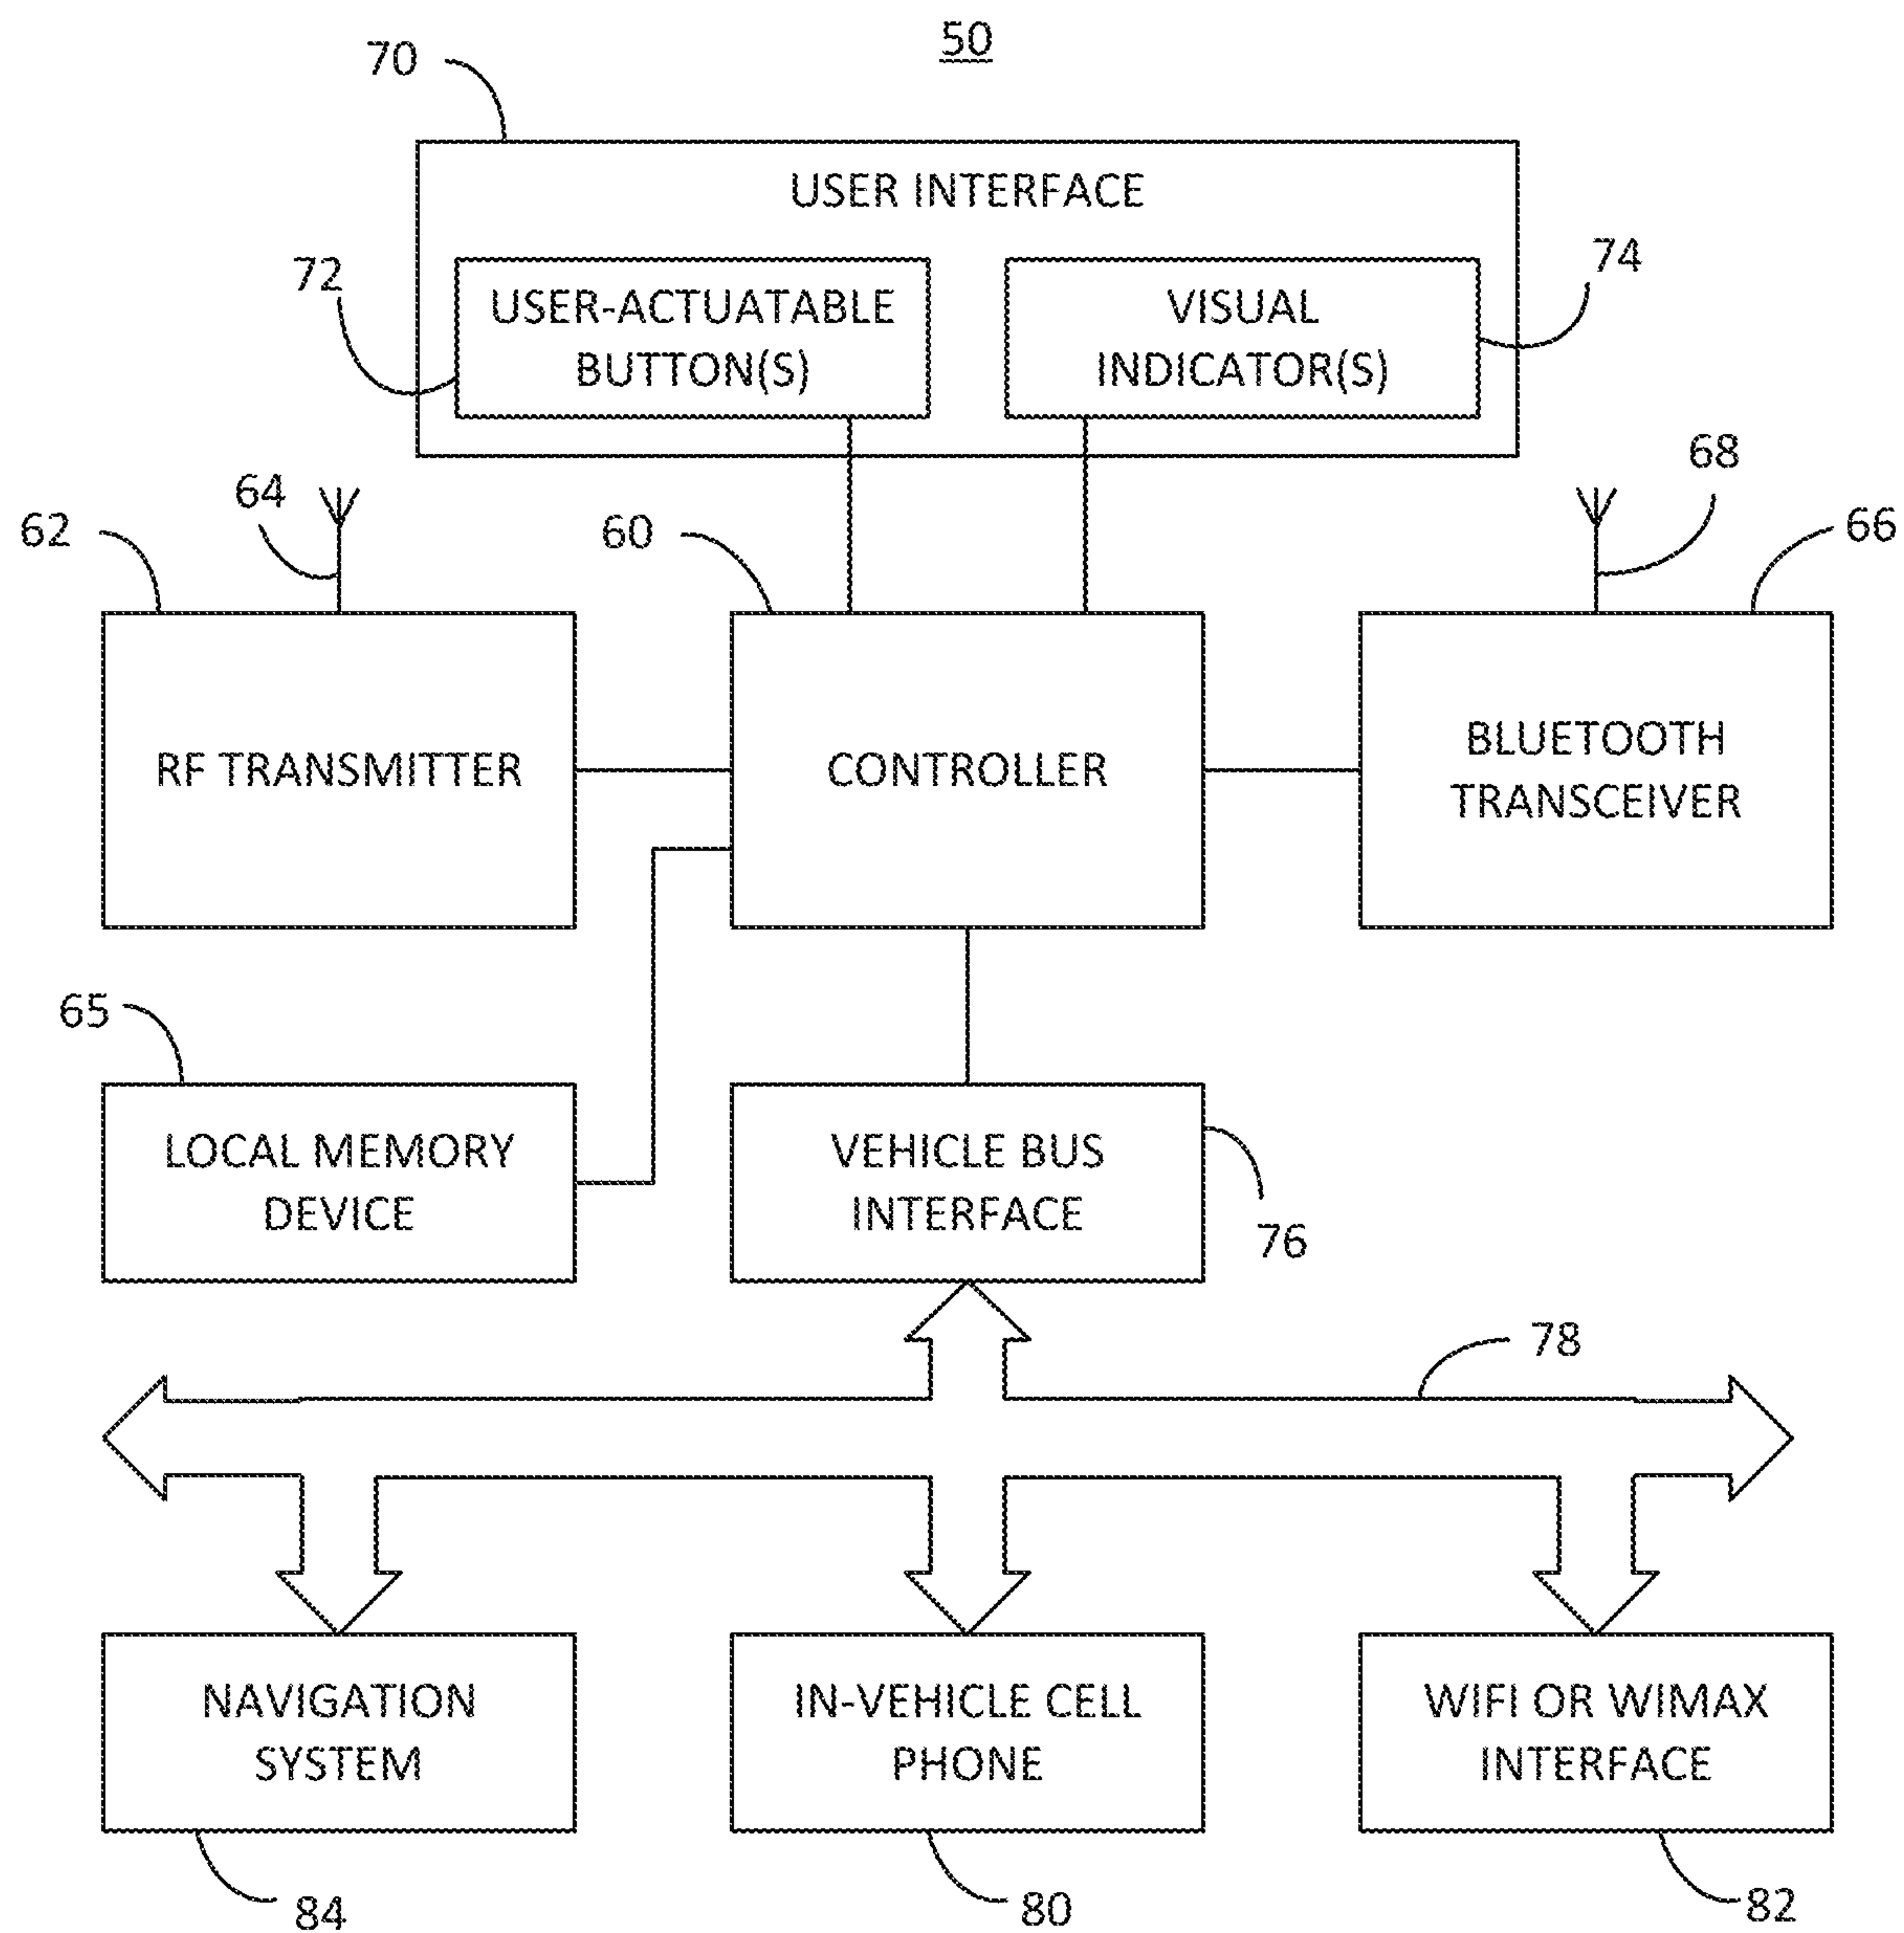 50
70
USER INTERFACE
72
USER-ACTUATABLE
BUTTON(S)
VISUAL
INDICATOR(S)
74
62
64
60
68
66
RF TRANSMITTER
CONTROLLER
BLUETOOTH
TRANSCEIVER
65
LOCAL MEMORY
DEVICE
VEHICLE BUS
INTERFACE
76
78
NAVIGATION
SYSTEM
IN-VEHICLE CELL
PHONE
WIFI OR WIMAX
INTERFACE
84
80
82